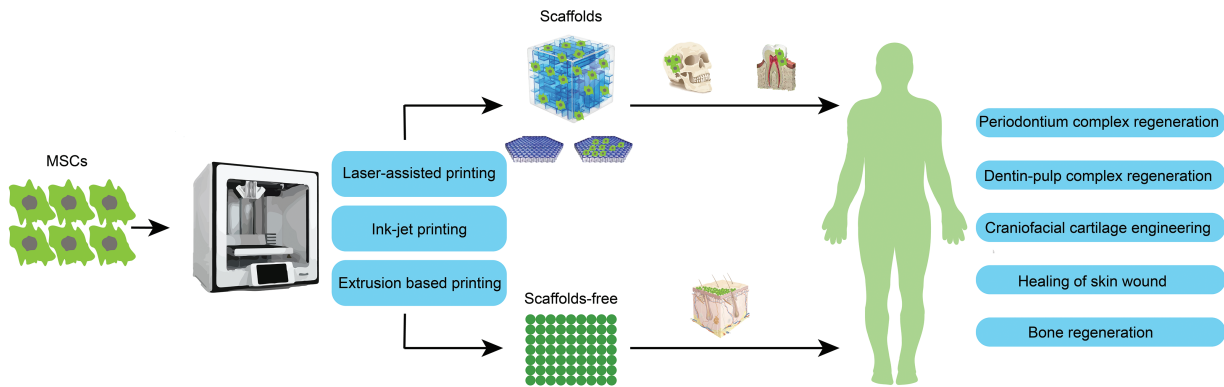 Scaffolds
MSCs
Laser-assisted printing
Ink-jet printing
Extrusion based printing
Scaffolds-free
Periodontium complex regeneration
Dentin-pulp complex regeneration
Craniofacial cartilage engineering
Healing of skin wound
Bone regeneration